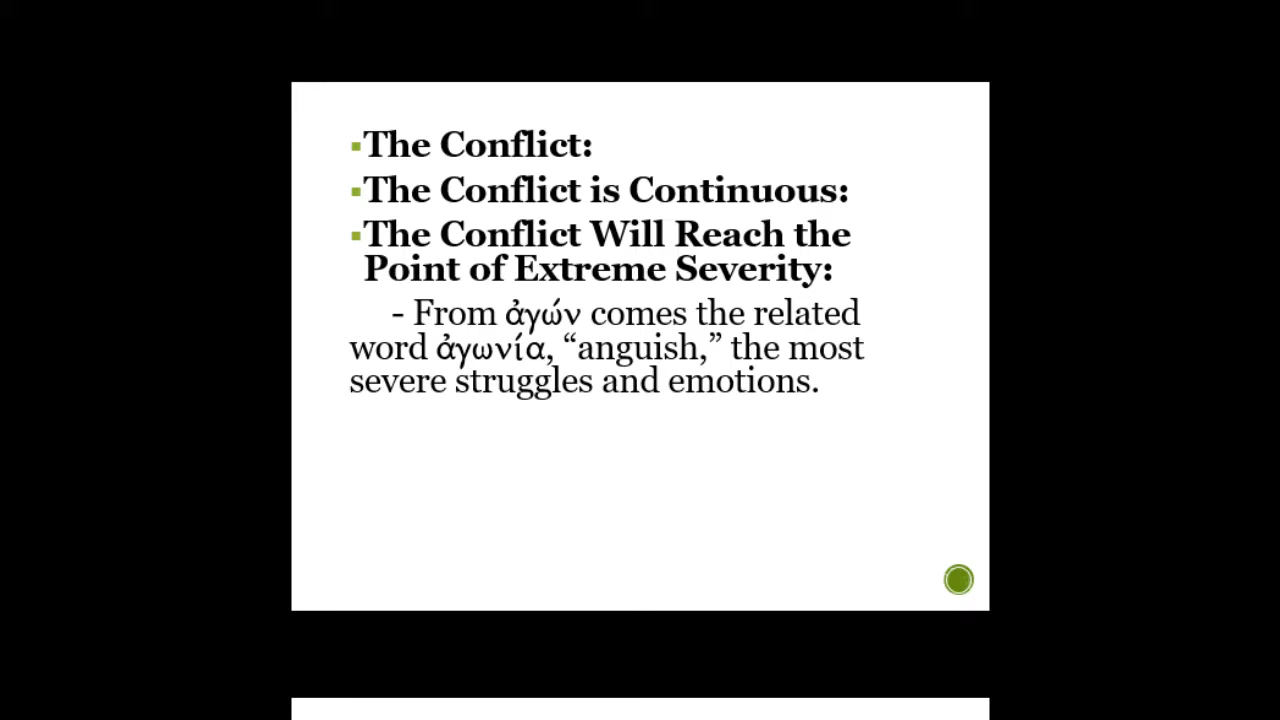 ▪The Conflict:
▪The Conflict is Continuous:
▪The Conflict Will Reach the
Point of Extreme Severity:
- From ἀγών comes the related
word ἀγωνία, “anguish,” the most
severe struggles and emotions.